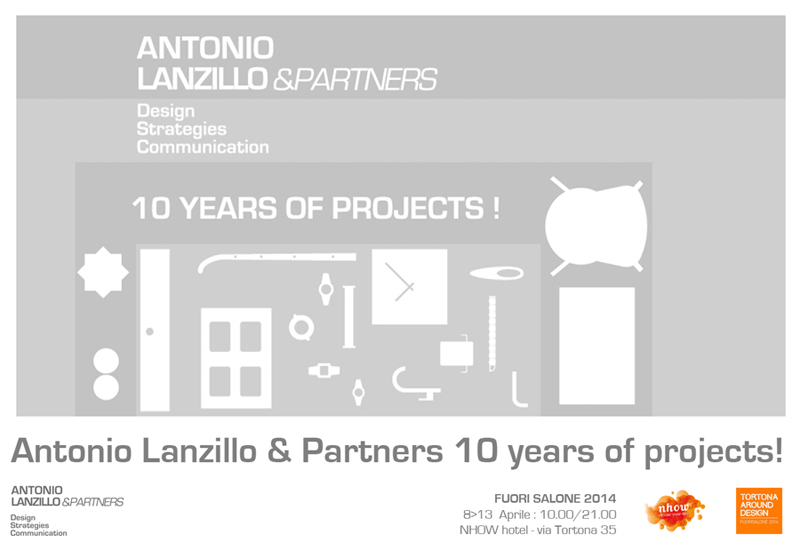 ANTONIO
LANZILLO &PARTNERS
Design
Strategies
Communication
10 YEARS OF PROJECTS !
Antonio Lanzillo & Partners 10 years of projects!
ANTONIO
LANZILLO &PARTNERS
Design
Strategies
Communication
FUORI SALONE 2014
8>13 Aprile : 10.00/21.00
NHOW hotel - via Tortona 35
nhow
TORTONA
AROUND
DESIGN
FUORISALONE 2014